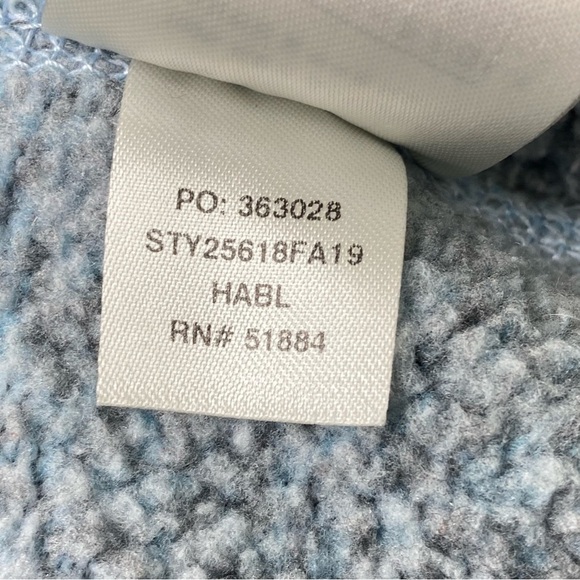 PO: 363028
STY25618FA19
HABL
RN# 51884